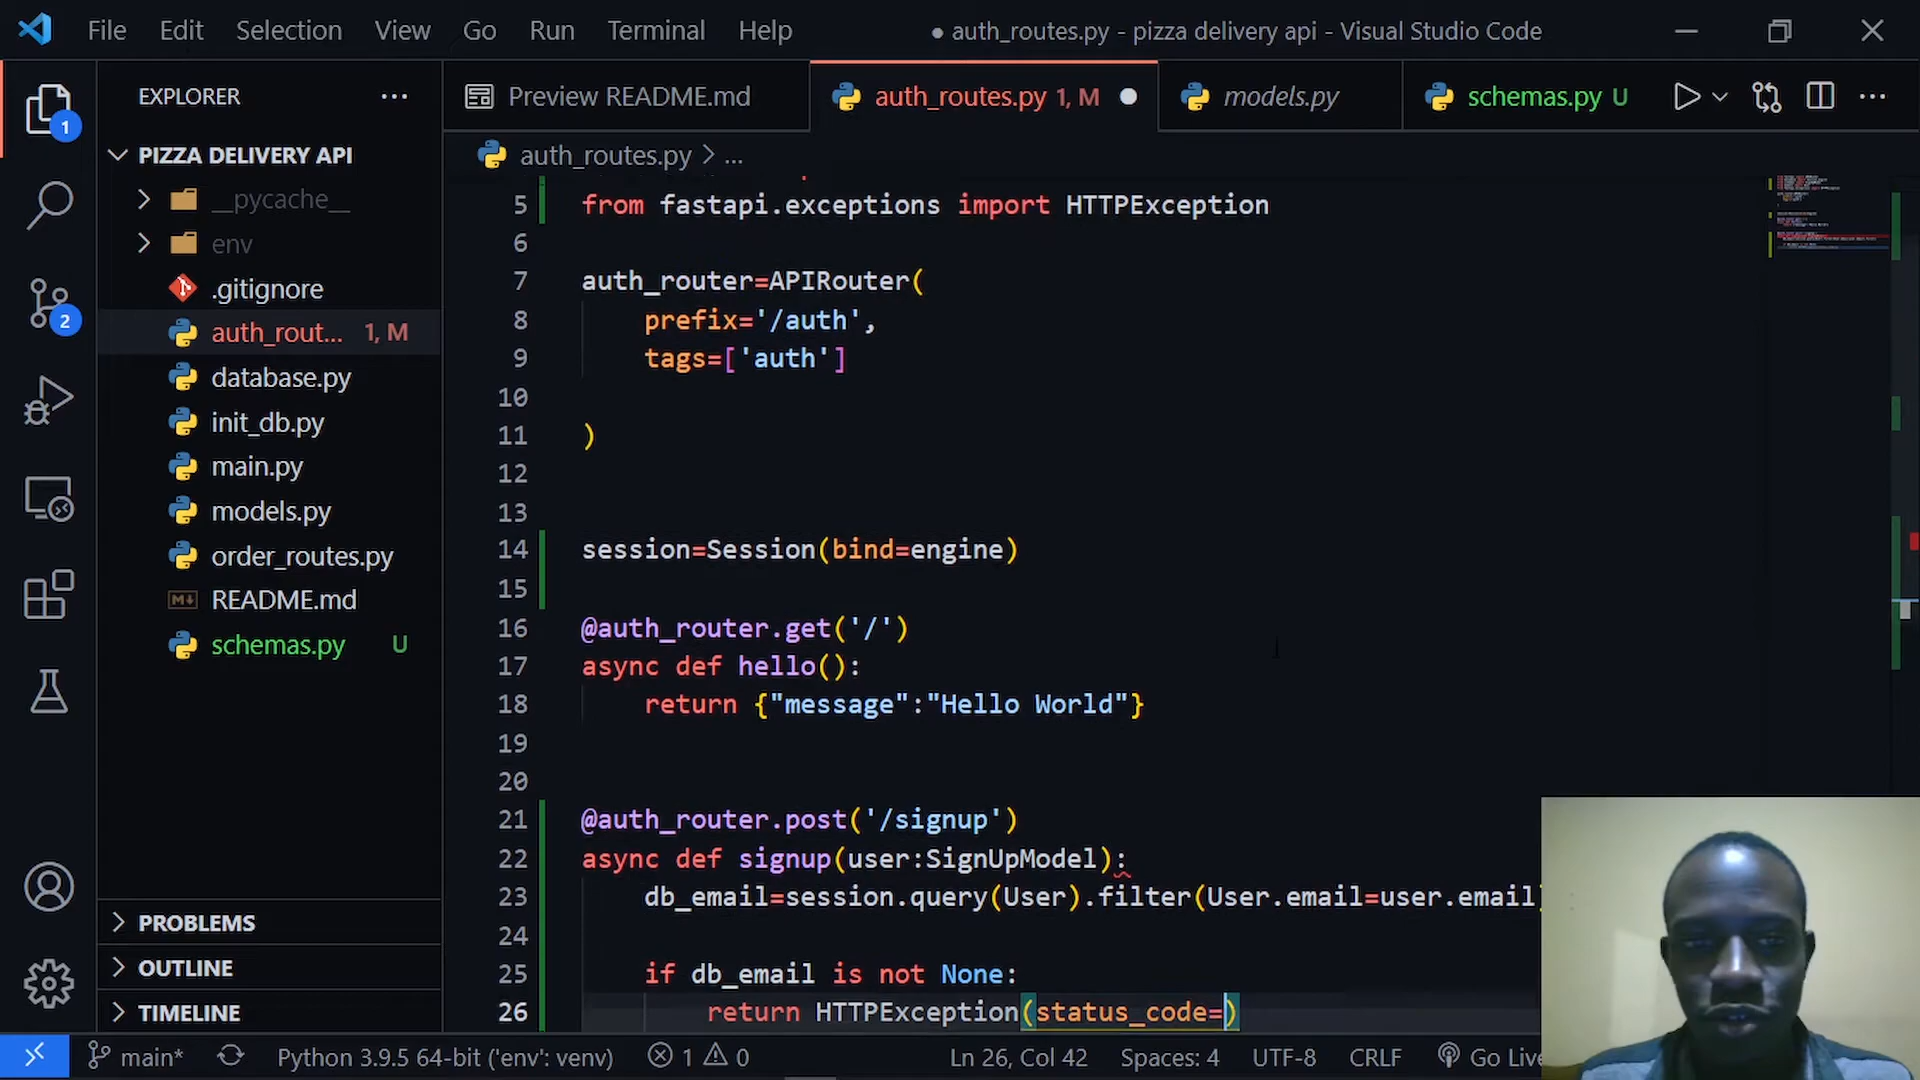 File Edit Selection View Go Run Terminal Help
● auth_routes.py - pizza delivery api - Visual Studio Code
EXPLORER ...
Preview README.md
auth_routes.py 1, M
models.py
schemas.py U
PIZZA DELIVERY API
__pycache__
env
.gitignore
auth_rout... 1, M
database.py
init_db.py
main.py
models.py
order_routes.py
README.md
schemas.py U
PROBLEMS
OUTLINE
TIMELINE
1
2
auth_routes.py > ...
5 from fastapi.exceptions import HTTPException
6
7 auth_router=APIRouter(
8 prefix='/auth',
9 tags=['auth']
10
11 )
12
13
14 session=Session(bind=engine)
15
16 @auth_router.get('/')
17 async def hello():
18 return {"message":"Hello World"}
19
20
21 @auth_router.post('/signup')
22 async def signup(user:SignUpModel):
23 db_email=session.query(User).filter(User.email=user.email
24
25 if db_email is not None:
26 return HTTPException(status_code=)
main* Python 3.9.5 64-bit ('env': venv) 1 0 Ln 26, Col 42 Spaces: 4 UTF-8 CRLF Go Live